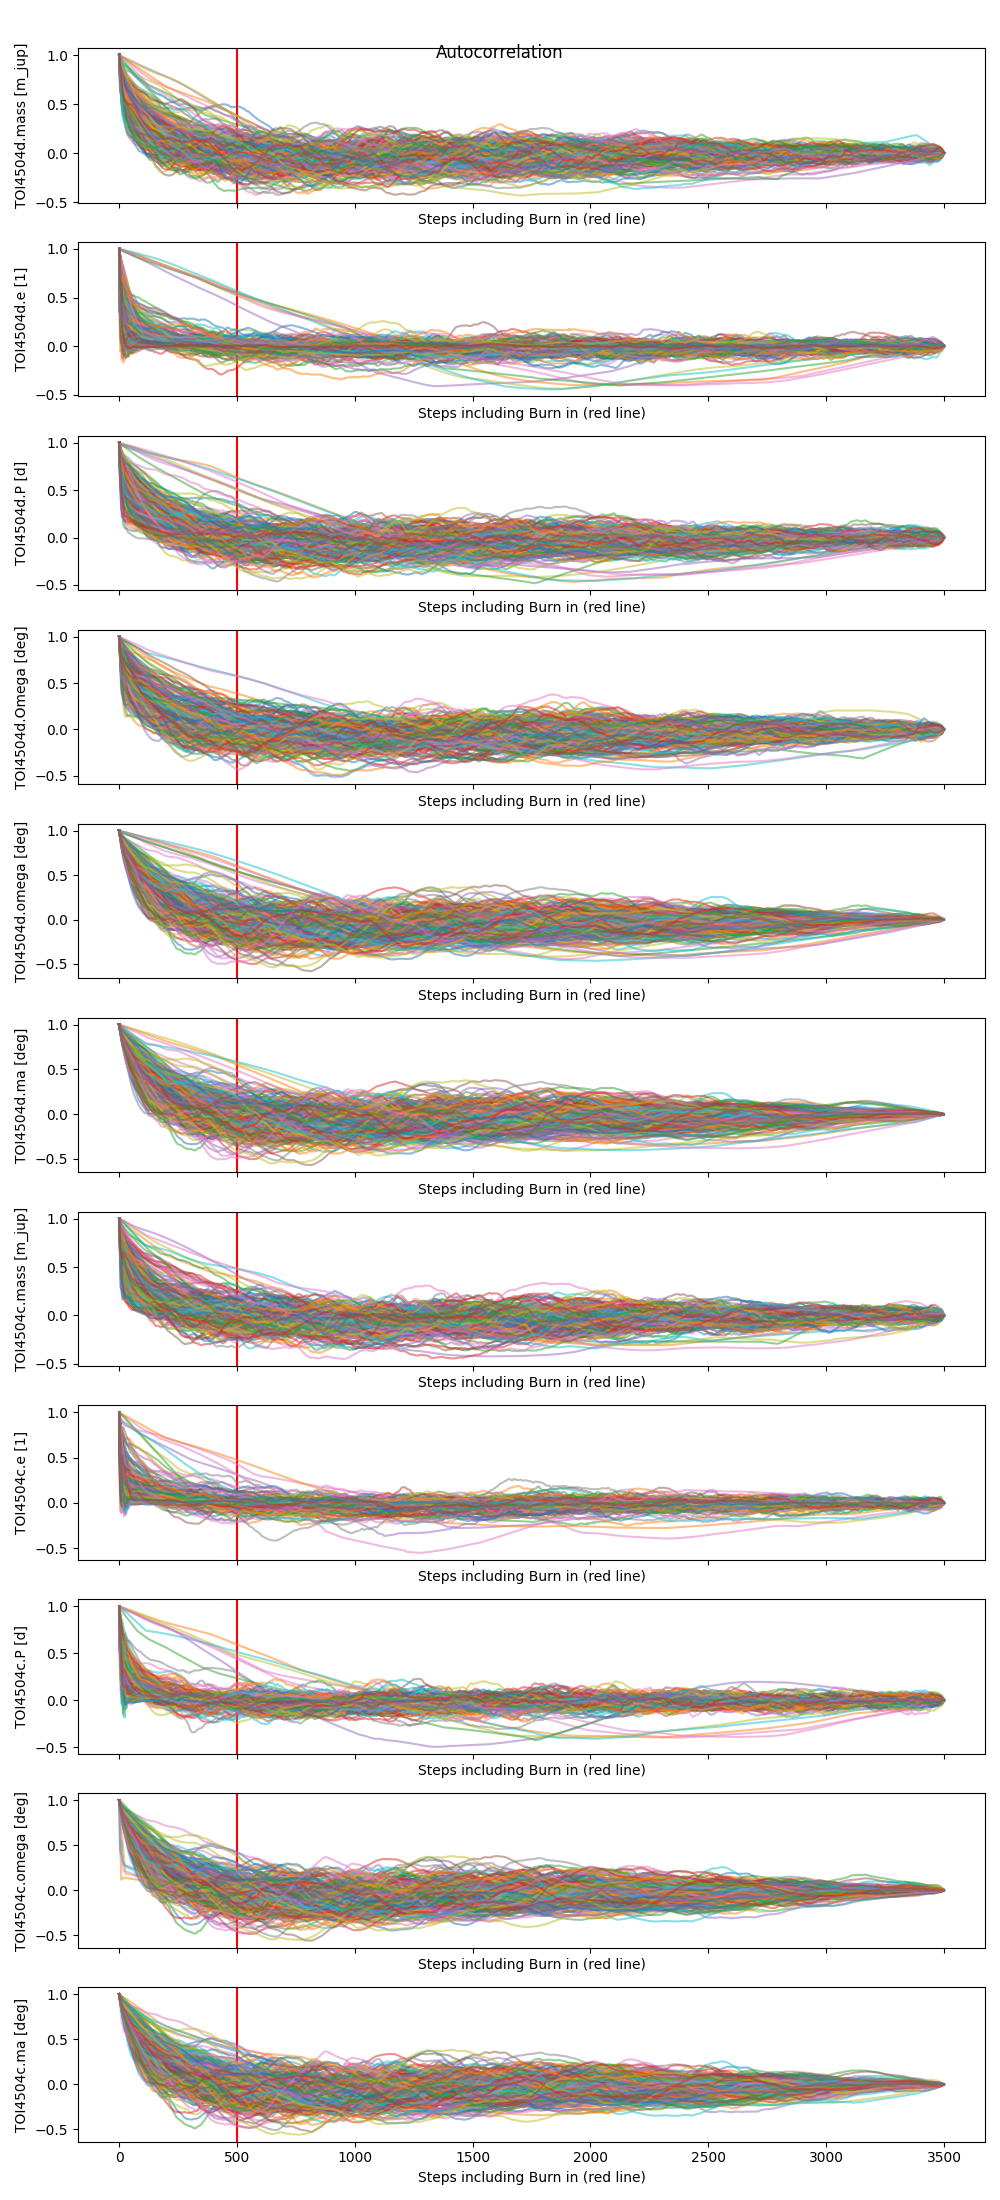 Autocorrelation
TOI4504d.mass [m_jup]
1.0
0.5
0.0
−0.5
Steps including Burn in (red line)
TOI4504d.e [1]
1.0
0.5
0.0
−0.5
Steps including Burn in (red line)
TOI4504d.P [d]
1.0
0.5
0.0
−0.5
Steps including Burn in (red line)
TOI4504d.Omega [deg]
1.0
0.5
0.0
−0.5
Steps including Burn in (red line)
TOI4504d.omega [deg]
1.0
0.5
0.0
−0.5
Steps including Burn in (red line)
TOI4504d.ma [deg]
1.0
0.5
0.0
−0.5
Steps including Burn in (red line)
TOI4504c.mass [m_jup]
1.0
0.5
0.0
−0.5
Steps including Burn in (red line)
TOI4504c.e [1]
1.0
0.5
0.0
−0.5
Steps including Burn in (red line)
TOI4504c.P [d]
1.0
0.5
0.0
−0.5
Steps including Burn in (red line)
TOI4504c.omega [deg]
1.0
0.5
0.0
−0.5
Steps including Burn in (red line)
TOI4504c.ma [deg]
1.0
0.5
0.0
−0.5
0 500 1000 1500 2000 2500 3000 3500
Steps including Burn in (red line)